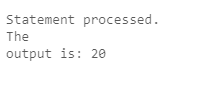 Statement processed.
The
output is: 20